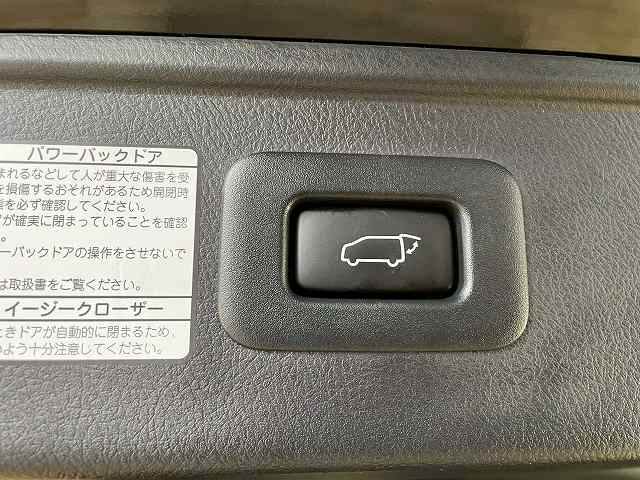 パワーバックドア
まれるなどして人が重大な傷害を受
を損傷するおそれがあるため開閉時
を必ず確認してください。
が確実に閉まっていることを確認
。
ーバックドアの操作をさせないで
は取扱書をご覧ください。
イージークローザー
ときドアが自動的に閉まるため、
よう十分注意してください。